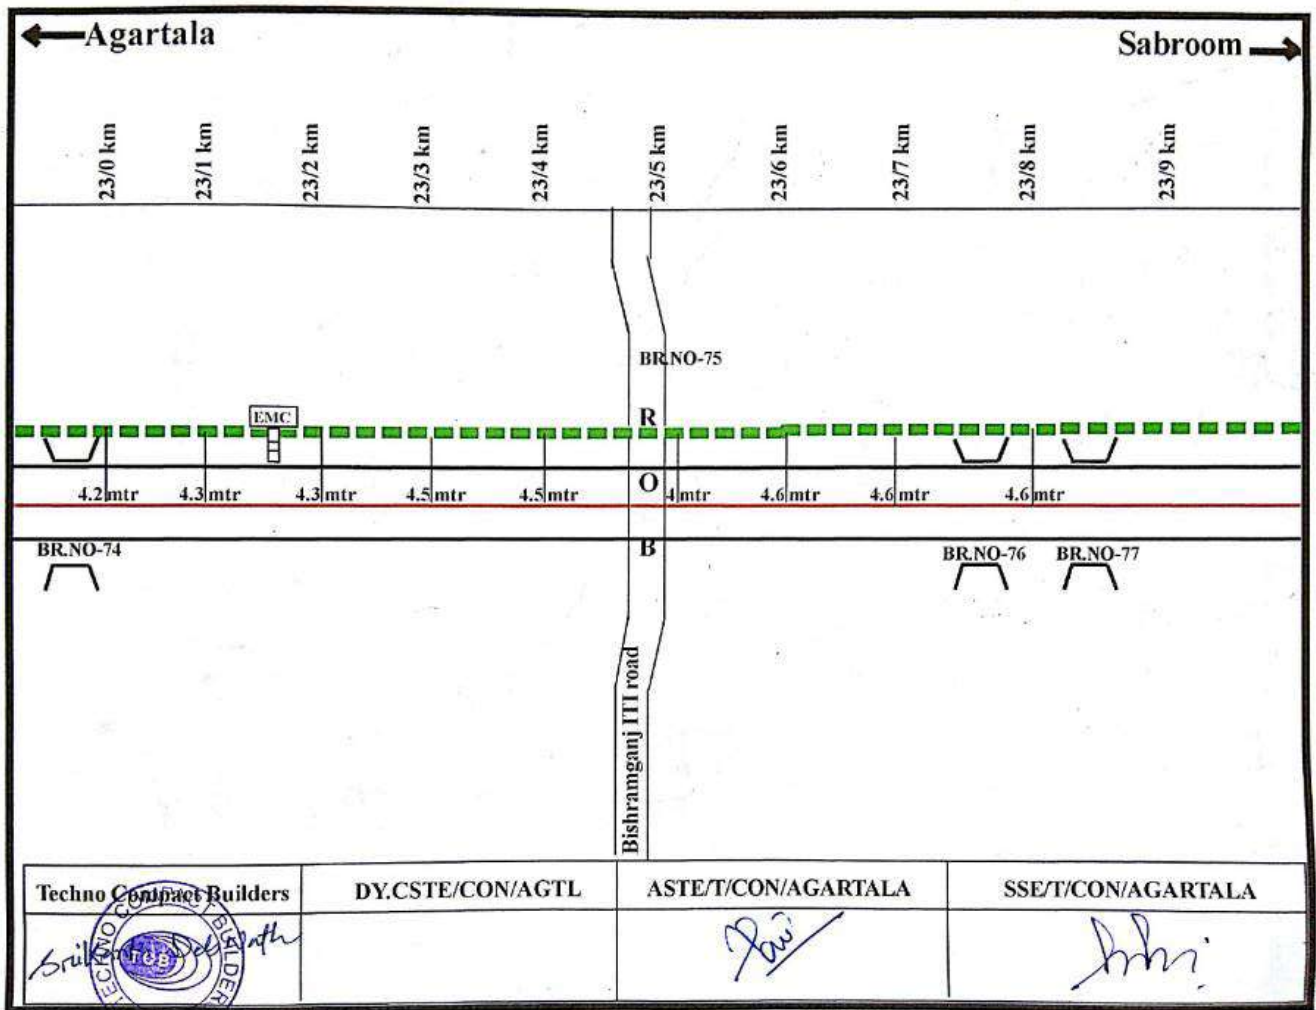 Agartala
Sabroom
23/0 km
23/1 km
23/2 km
23/3 km
23/4 km
23/5 km
23/6 km
23/7 km
23/8 km
23/9 km
BR.NO-75
EMC
R
4.2 mtr
4.3 mtr
4.3 mtr
4.5 mtr
4.5 mtr
O
4 mtr
4.6 mtr
4.6 mtr
4.6 mtr
BR.NO-74
B
BR.NO-76
BR.NO-77
Bishramganj ITI road
Techno Compact Builders
DY.CSTE/CON/AGTL
ASTE/T/CON/AGARTALA
SSE/T/CON/AGARTALA
TECHNO COMPACT BUILDER
TCB
Debnath